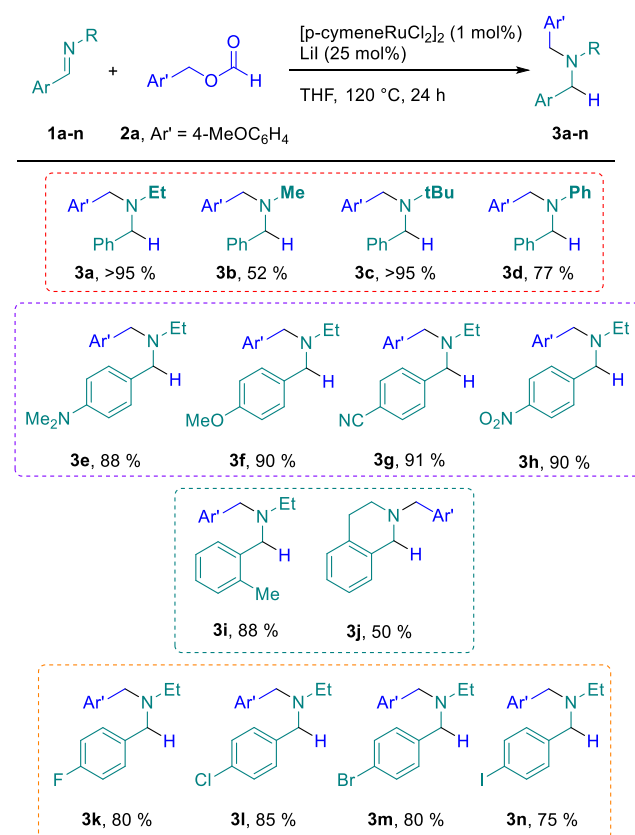 N R
Ar
+
Ar' O O H
[p-cymeneRuCl2]2 (1 mol%)
LiI (25 mol%)
THF, 120 °C, 24 h
Ar'
N R
Ar H
1a-n 2a, Ar' = 4-MeOC6H4 3a-n
Ar' N Et Ar' N Me Ar' N tBu Ar' N Ph
Ph H Ph H Ph H Ph H
3a, >95 % 3b, 52 % 3c, >95 % 3d, 77 %
Ar' N Et Ar' N Et Ar' N Et Ar' N Et
H H H H
Me2N MeO NC O2N
3e, 88 % 3f, 90 % 3g, 91 % 3h, 90 %
Ar' N Et N Ar'
H H
Me
3i, 88 % 3j, 50 %
Ar' N Et Ar' N Et Ar' N Et Ar' N Et
H H H H
F Cl Br I
3k, 80 % 3l, 85 % 3m, 80 % 3n, 75 %